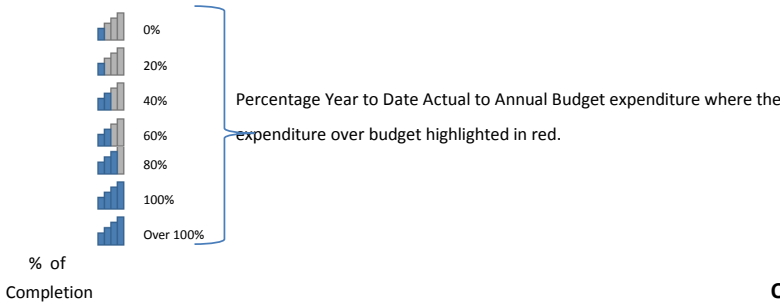 0%
20%
40%
Percentage Year to Date Actual to Annual Budget expenditure where the
60%
expenditure over budget highlighted in red.
80%
100%
Over 100%
% of
Completion